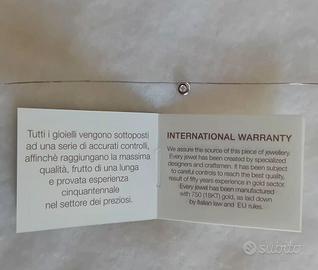 Tutti i gioielli vengono sottoposti
ad una serie di accurati controlli,
affinchè raggiungano la massima
qualità, frutto di una lunga
e provata esperienza
cinquantennale
nel settore dei preziosi.
INTERNATIONAL WARRANTY
We assure the source of this piece of jewellery.
Every jewel has been created by specialized
designers and craftsmen. It has been subject
to careful controls to reach the best quality,
result of fifty years experience in gold sector.
Every jewel has been manufactured
with 750 (18KT) gold, as laid down
by Italian law and EU rules.
subito